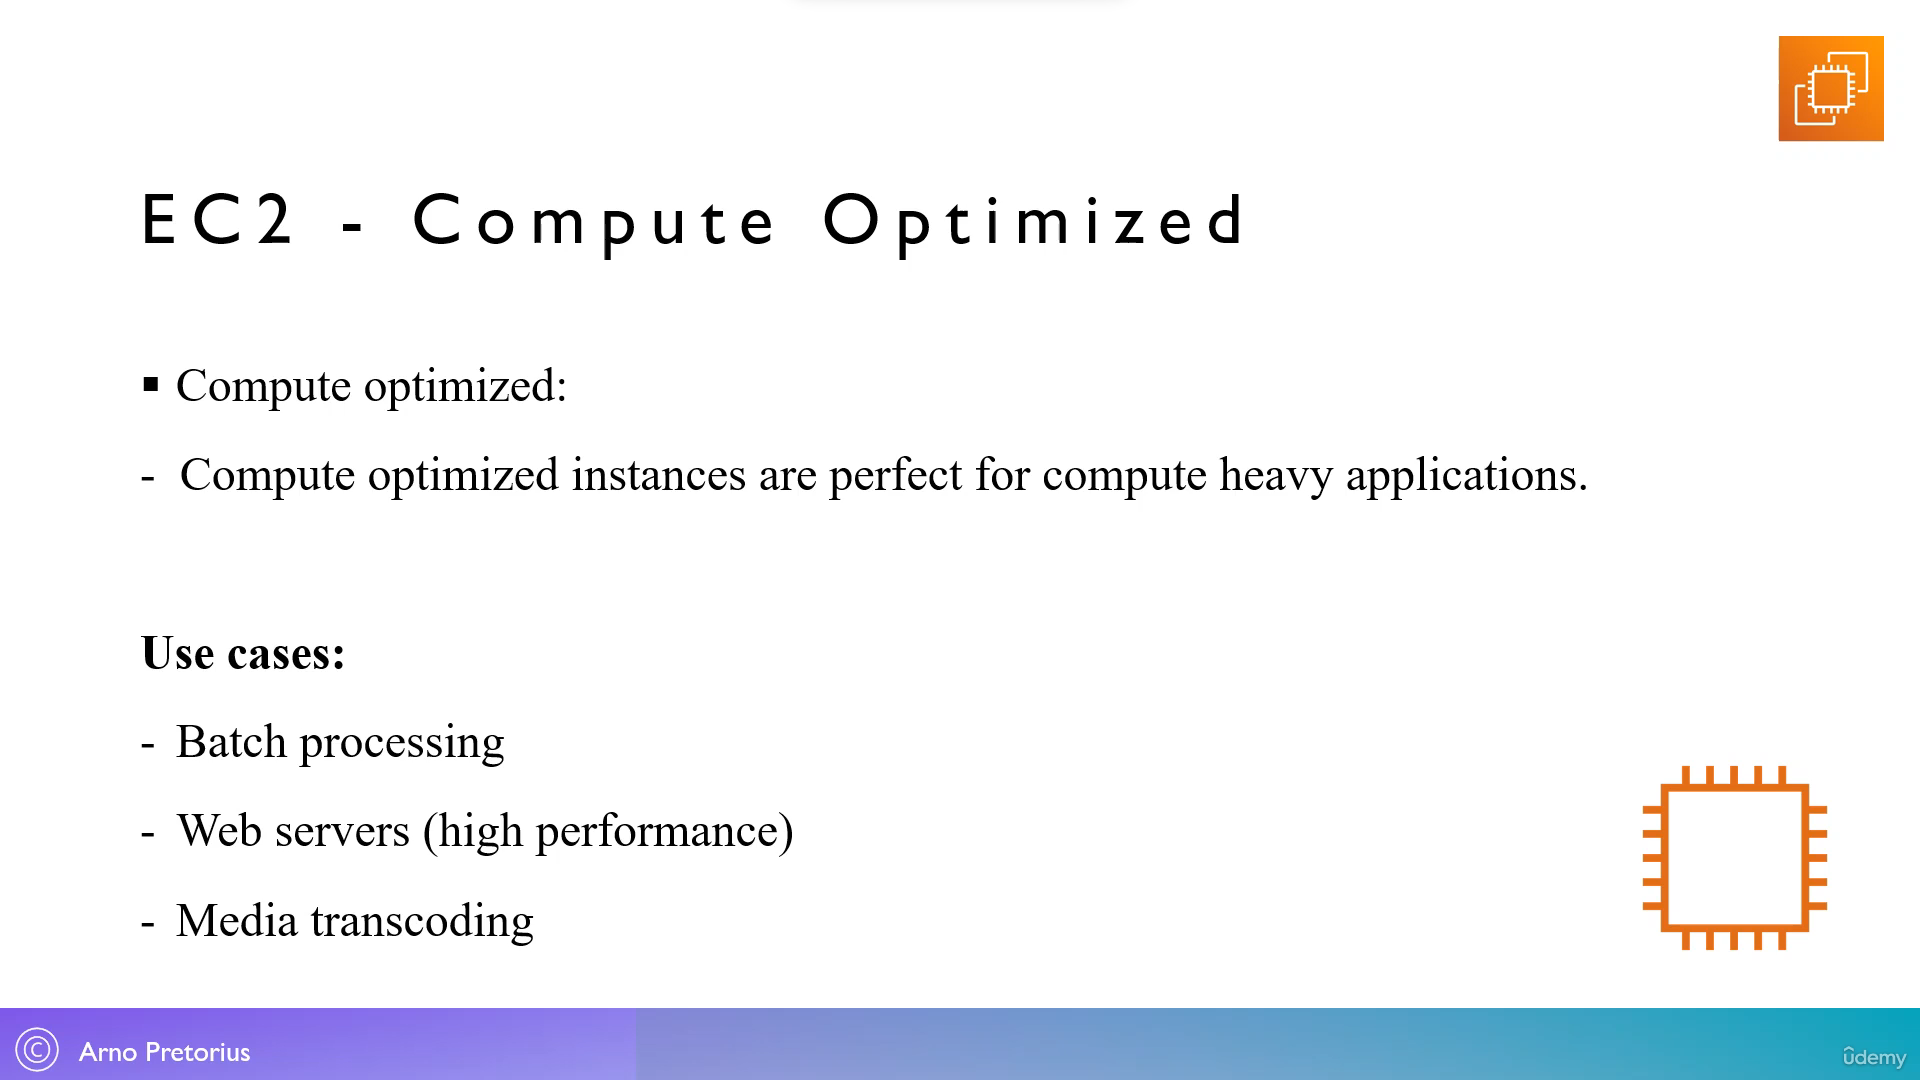 EC2 - Compute Optimized
▪ Compute optimized:
- Compute optimized instances are perfect for compute heavy applications.
Use cases:
- Batch processing
- Web servers (high performance)
- Media transcoding
© Arno Pretorius
ûdemy